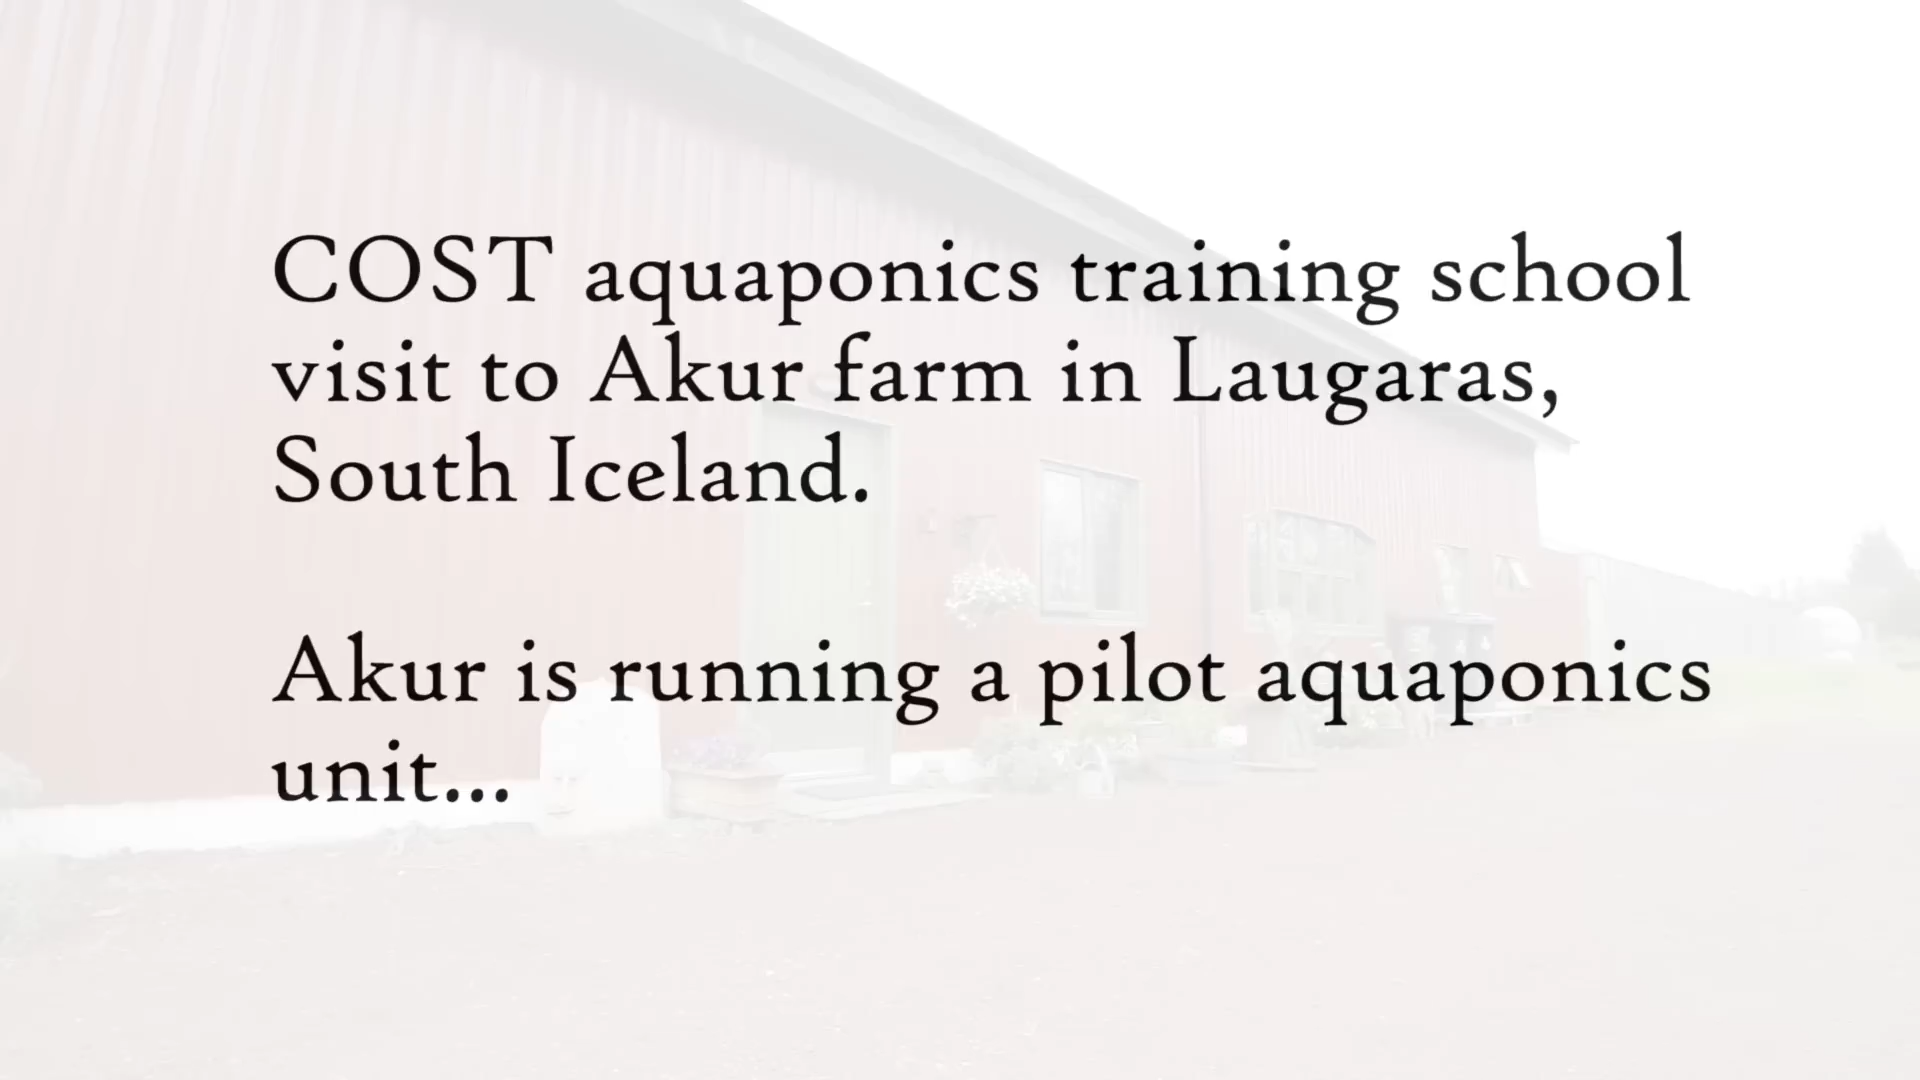 COST aquaponics training school
visit to Akur farm in Laugaras,
South Iceland.
Akur is running a pilot aquaponics
unit...